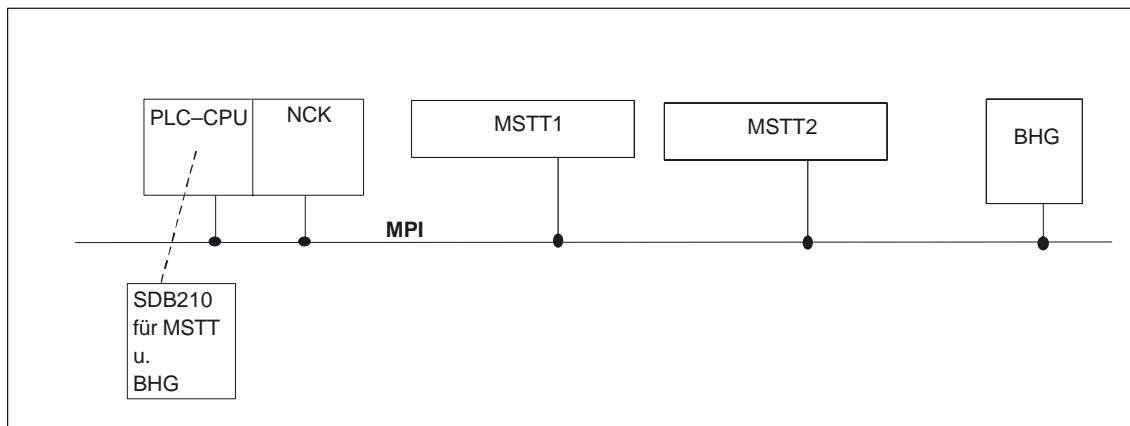 PLC–CPU
NCK
MSTT1
MSTT2
BHG
MPI
SDB210
für MSTT
u.
BHG